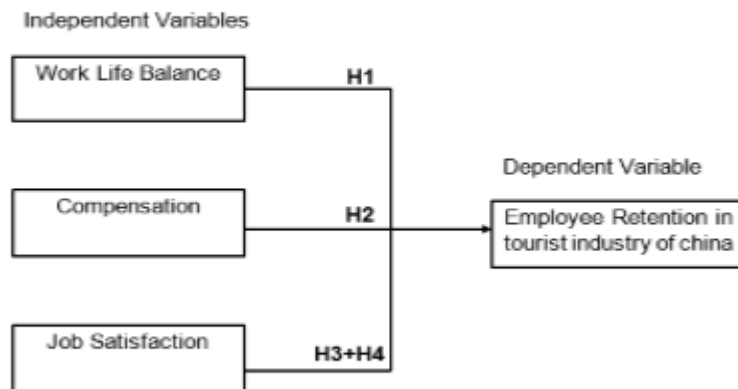 Independent Variables
Work Life Balance
H1
Compensation
H2
Job Satisfaction
H3+H4
Dependent Variable
Employee Retention in
tourist industry of china